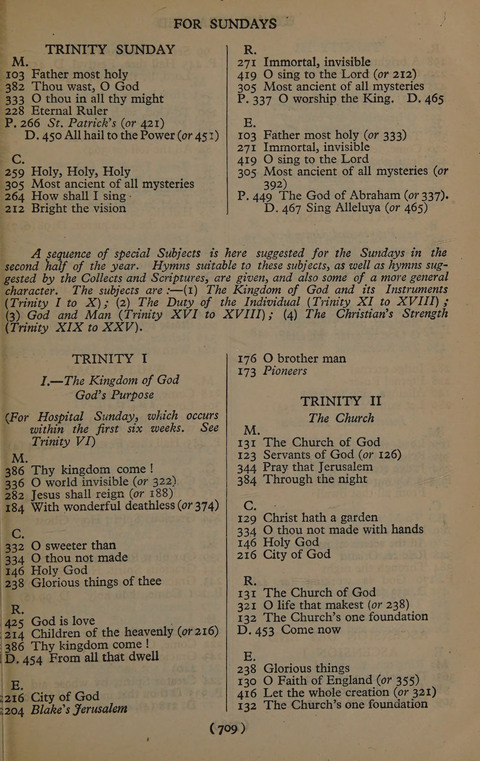 FOR SUNDAYS
TRINITY SUNDAY
M.
103 Father most holy
382 Thou wast, O God
333 O thou in all thy might
228 Eternal Ruler
P. 266 St. Patrick's (or 421)
D. 450 All hail to the Power (or 451)
C.
259 Holy, Holy, Holy
305 Most ancient of all mysteries
264 How shall I sing
212 Bright the vision
R.
271 Immortal, invisible
419 O sing to the Lord (or 212)
305 Most ancient of all mysteries
P. 337 O worship the King. D. 465
E.
103 Father most holy (or 333)
271 Immortal, invisible
419 O sing to the Lord
305 Most ancient of all mysteries (or
392)
P. 449 The God of Abraham (or 337).
D. 467 Sing Alleluya (or 465)
A sequence of special Subjects is here suggested for the Sundays in the
second half of the year. Hymns suitable to these subjects, as well as hymns sug-
gested by the Collects and Scriptures, are given, and also some of a more general
character. The subjects are :—(1) The Kingdom of God and its Instruments
(Trinity I to X); (2) The Duty of the Individual (Trinity XI to XVIII) ;
(3) God and Man (Trinity XVI to XVIII); (4) The Christian's Strength
(Trinity XIX to XXV).
TRINITY I
I.—The Kingdom of God
God's Purpose
(For Hospital Sunday, which occurs
within the first six weeks. See
Trinity VI)
M.
386 Thy kingdom come !
336 O world invisible (or 322)
282 Jesus shall reign (or 188)
184 With wonderful deathless (or 374)
C.
332 O sweeter than
334 O thou not made
146 Holy God
238 Glorious things of thee
R.
425 God is love
214 Children of the heavenly (or 216)
386 Thy kingdom come !
D. 454 From all that dwell
E.
216 City of God
204 Blake's Jerusalem
176 O brother man
173 Pioneers
TRINITY II
The Church
M.
131 The Church of God
123 Servants of God (or 126)
344 Pray that Jerusalem
384 Through the night
C.
129 Christ hath a garden
334 O thou not made with hands
146 Holy God
216 City of God
R.
131 The Church of God
321 O life that makest (or 238)
132 The Church's one foundation
D. 453 Come now
E.
238 Glorious things
130 O Faith of England (or 355)
416 Let the whole creation (or 321)
132 The Church's one foundation
(709)